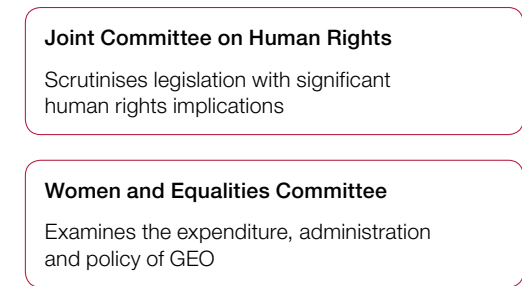 Joint Committee on Human Rights
Scrutinises legislation with significant
human rights implications
Women and Equalities Committee
Examines the expenditure, administration
and policy of GEO